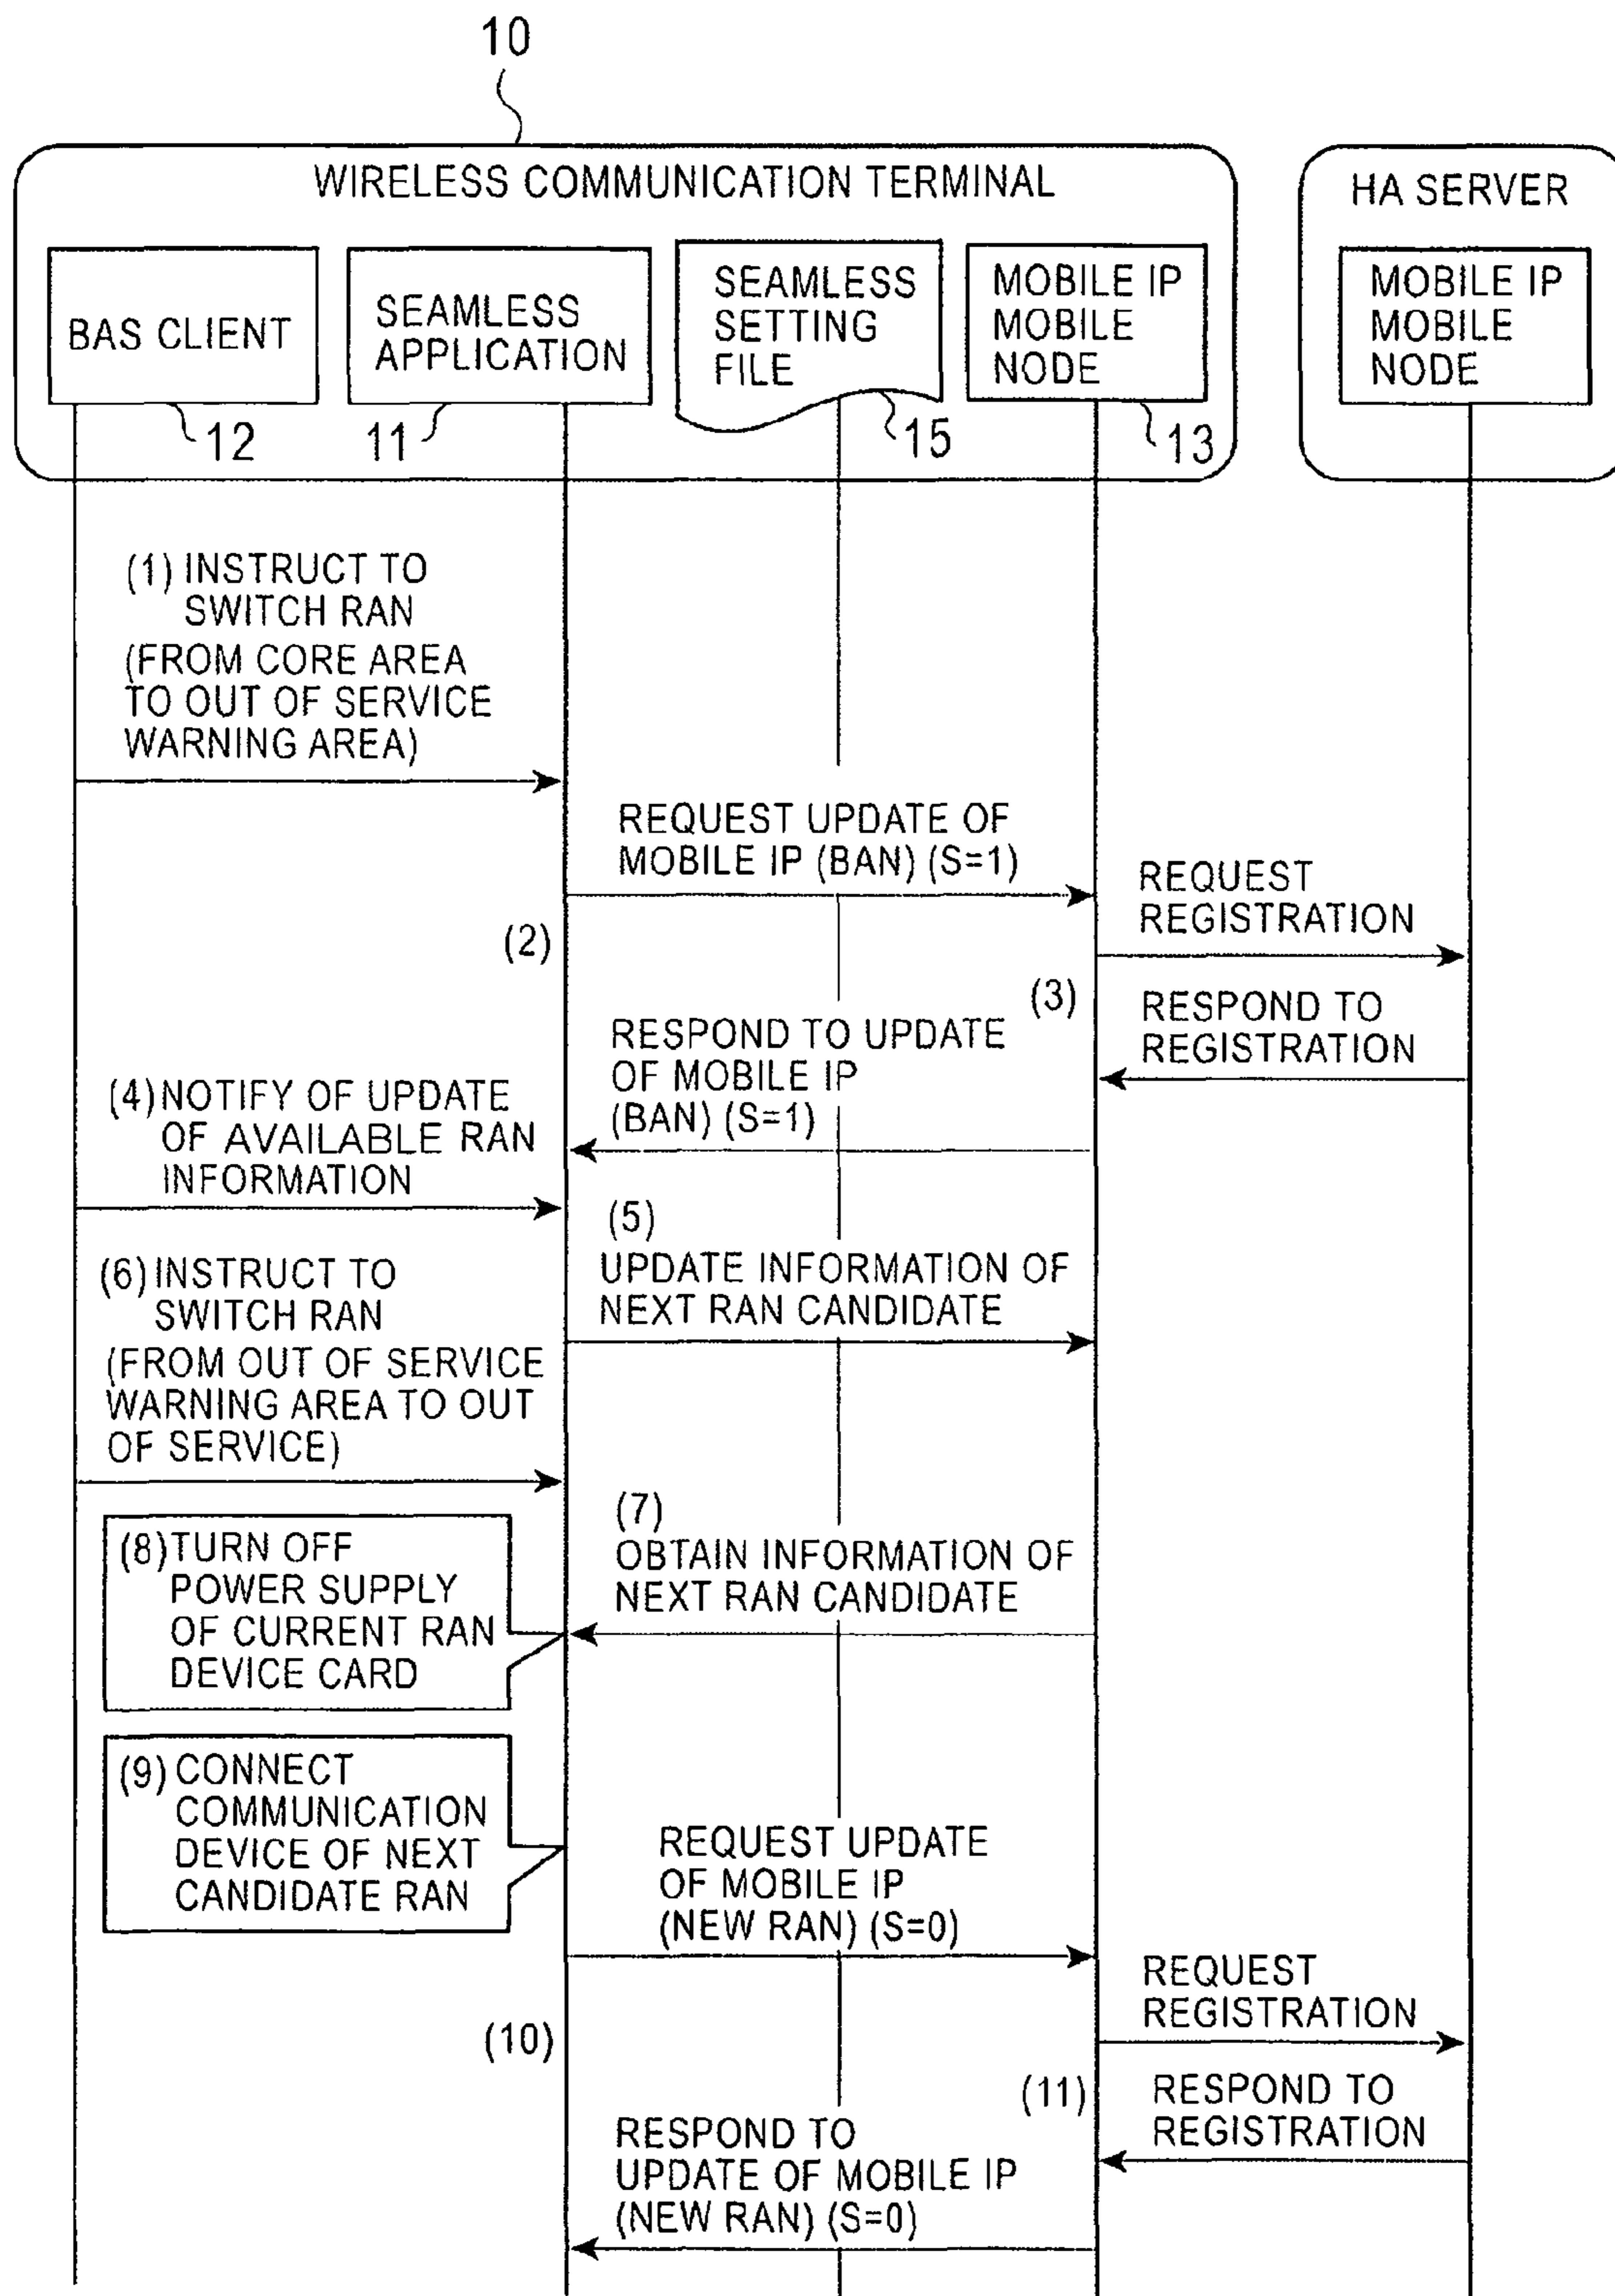 10
WIRELESS COMMUNICATION TERMINAL
HA SERVER
BAS CLIENT
SEAMLESS
APPLICATION
SEAMLESS
SETTING
FILE
MOBILE IP
MOBILE
NODE
MOBILE IP
MOBILE
NODE
12
11
15
13
(1) INSTRUCT TO
SWITCH RAN
(FROM CORE AREA
TO OUT OF SERVICE
WARNING AREA)
REQUEST UPDATE OF
MOBILE IP (BAN) (S=1)
REQUEST
REGISTRATION
(2)
(3)
RESPOND TO
REGISTRATION
RESPOND TO UPDATE
OF MOBILE IP
(BAN) (S=1)
(4) NOTIFY OF UPDATE
OF AVAILABLE RAN
INFORMATION
(5)
UPDATE INFORMATION OF
NEXT RAN CANDIDATE
(6) INSTRUCT TO
SWITCH RAN
(FROM OUT OF SERVICE
WARNING AREA TO OUT
OF SERVICE)
(7)
OBTAIN INFORMATION OF
NEXT RAN CANDIDATE
(8) TURN OFF
POWER SUPPLY
OF CURRENT RAN
DEVICE CARD
(9) CONNECT
COMMUNICATION
DEVICE OF NEXT
CANDIDATE RAN
REQUEST UPDATE
OF MOBILE IP
(NEW RAN) (S=0)
REQUEST
REGISTRATION
(10)
(11)
RESPOND TO
REGISTRATION
RESPOND TO
UPDATE OF MOBILE IP
(NEW RAN) (S=0)